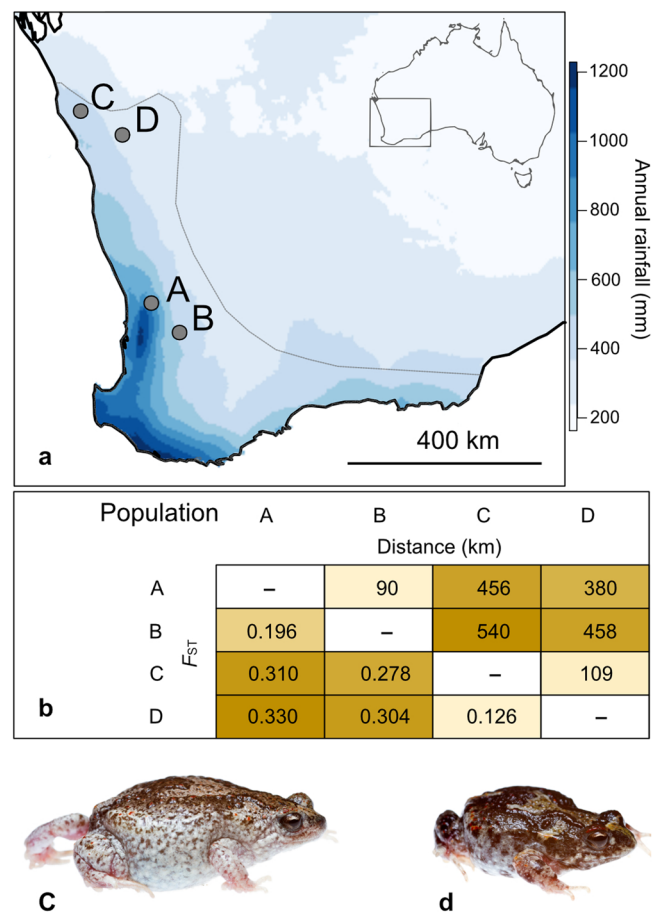 C
D
A
B
400 km
a
1200
1000
800
600
400
200
Annual rainfall (mm)
Population A B C D
Distance (km)
A – 90 456 380
B 0.196 – 540 458
C 0.310 0.278 – 109
D 0.330 0.304 0.126 –
FST
b
C
d